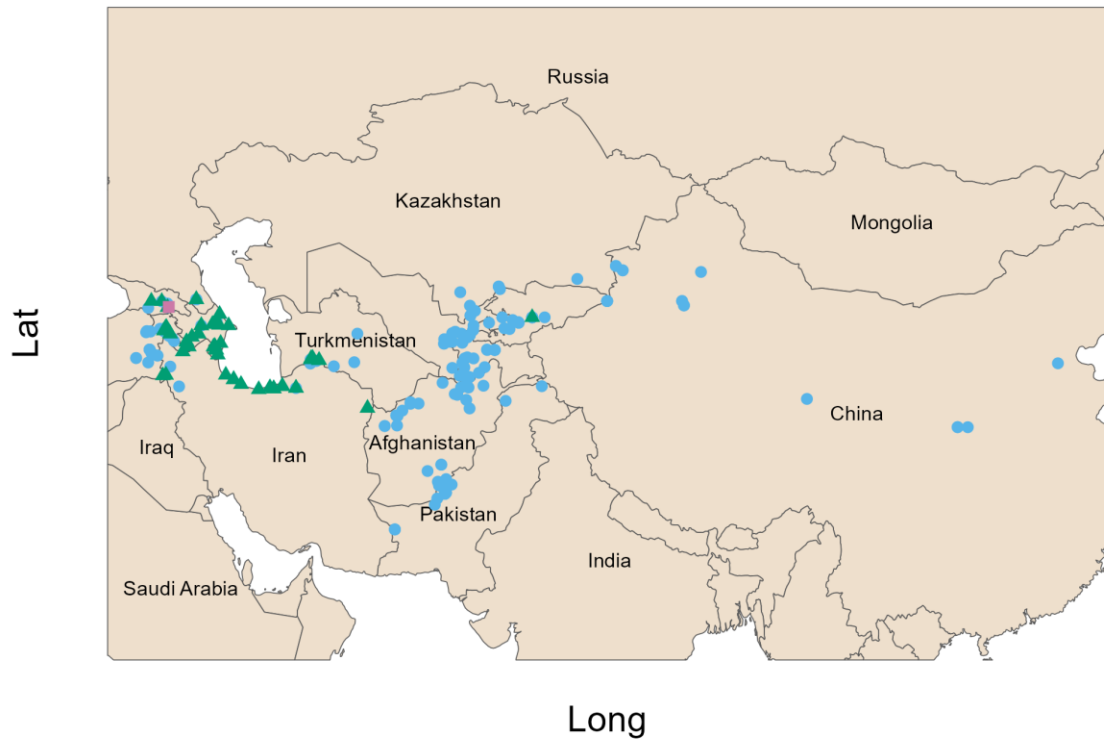 Russia
Kazakhstan
Mongolia
Lat
Turkmenistan
China
Afghanistan
Iraq
Iran
Pakistan
India
Saudi Arabia
Long